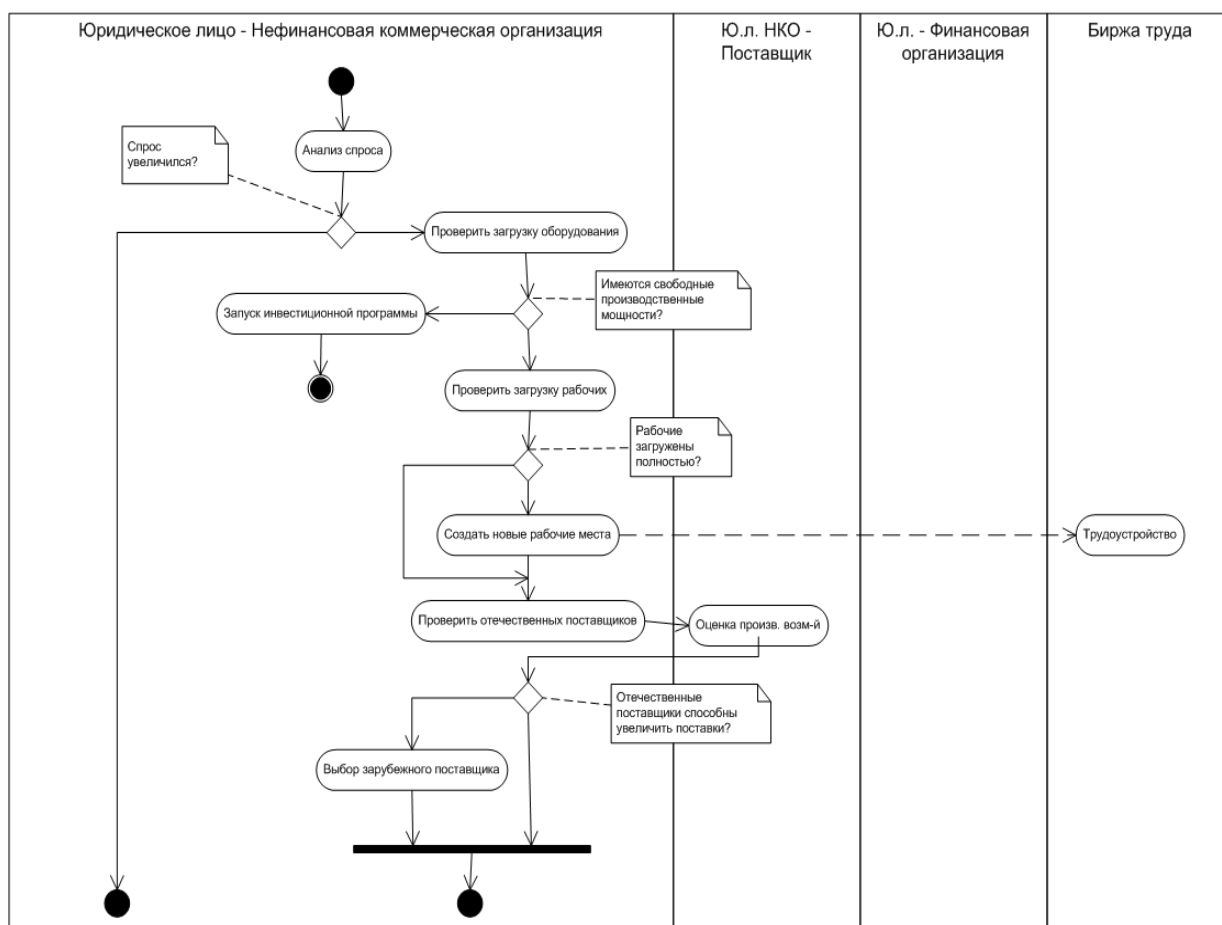 Юридическое лицо - Нефинансовая коммерческая организация
Ю.л. НКО -
Поставщик
Ю.л. - Финансовая
организация
Биржа труда
Спрос
увеличился?
Анализ спроса
Проверить загрузку оборудования
Имеются свободные
производственные
мощности?
Запуск инвестиционной программы
Проверить загрузку рабочих
Рабочие
загружены
полностью?
Создать новые рабочие места
Трудоустройство
Проверить отечественных поставщиков
Оценка произв. возм-й
Отечественные
поставщики способны
увеличить поставки?
Выбор зарубежного поставщика